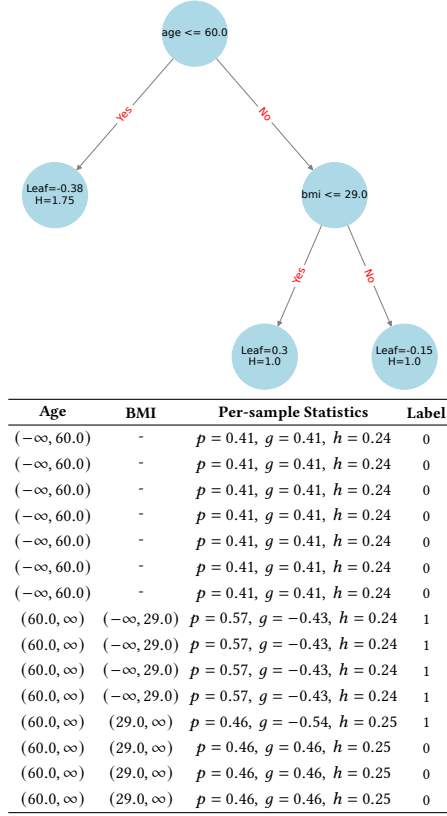 age <= 60.0
Yes
No
Leaf=-0.38
H=1.75
bmi <= 29.0
Yes
No
Leaf=0.3
H=1.0
Leaf=-0.15
H=1.0
Age BMI Per-sample Statistics Label
(−∞, 60.0) - p = 0.41, g = 0.41, h = 0.24 0
(−∞, 60.0) - p = 0.41, g = 0.41, h = 0.24 0
(−∞, 60.0) - p = 0.41, g = 0.41, h = 0.24 0
(−∞, 60.0) - p = 0.41, g = 0.41, h = 0.24 0
(−∞, 60.0) - p = 0.41, g = 0.41, h = 0.24 0
(−∞, 60.0) - p = 0.41, g = 0.41, h = 0.24 0
(−∞, 60.0) - p = 0.41, g = 0.41, h = 0.24 0
(60.0, ∞) (−∞, 29.0) p = 0.57, g = −0.43, h = 0.24 1
(60.0, ∞) (−∞, 29.0) p = 0.57, g = −0.43, h = 0.24 1
(60.0, ∞) (−∞, 29.0) p = 0.57, g = −0.43, h = 0.24 1
(60.0, ∞) (−∞, 29.0) p = 0.57, g = −0.43, h = 0.24 1
(60.0, ∞) (29.0, ∞) p = 0.46, g = −0.54, h = 0.25 1
(60.0, ∞) (29.0, ∞) p = 0.46, g = 0.46, h = 0.25 0
(60.0, ∞) (29.0, ∞) p = 0.46, g = 0.46, h = 0.25 0
(60.0, ∞) (29.0, ∞) p = 0.46, g = 0.46, h = 0.25 0